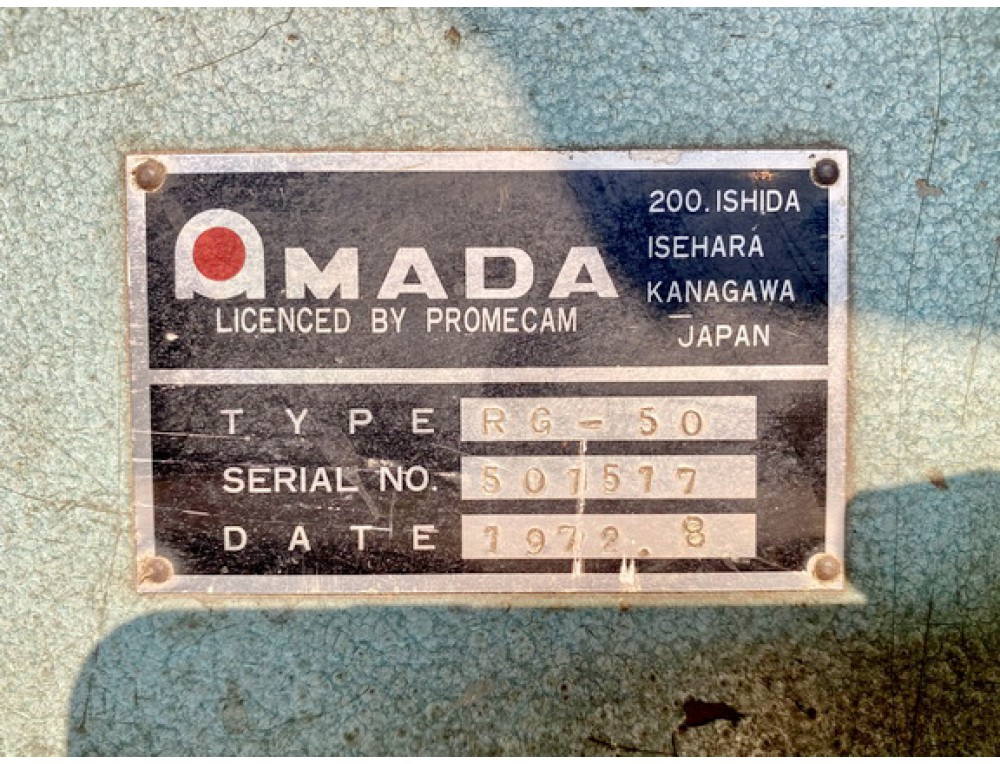 AMADA
LICENCED BY PROMECAM
200. ISHIDA
ISEHARA
KANAGAWA
JAPAN
TYPE RG-50
SERIAL NO. 501517
DATE 1972.8